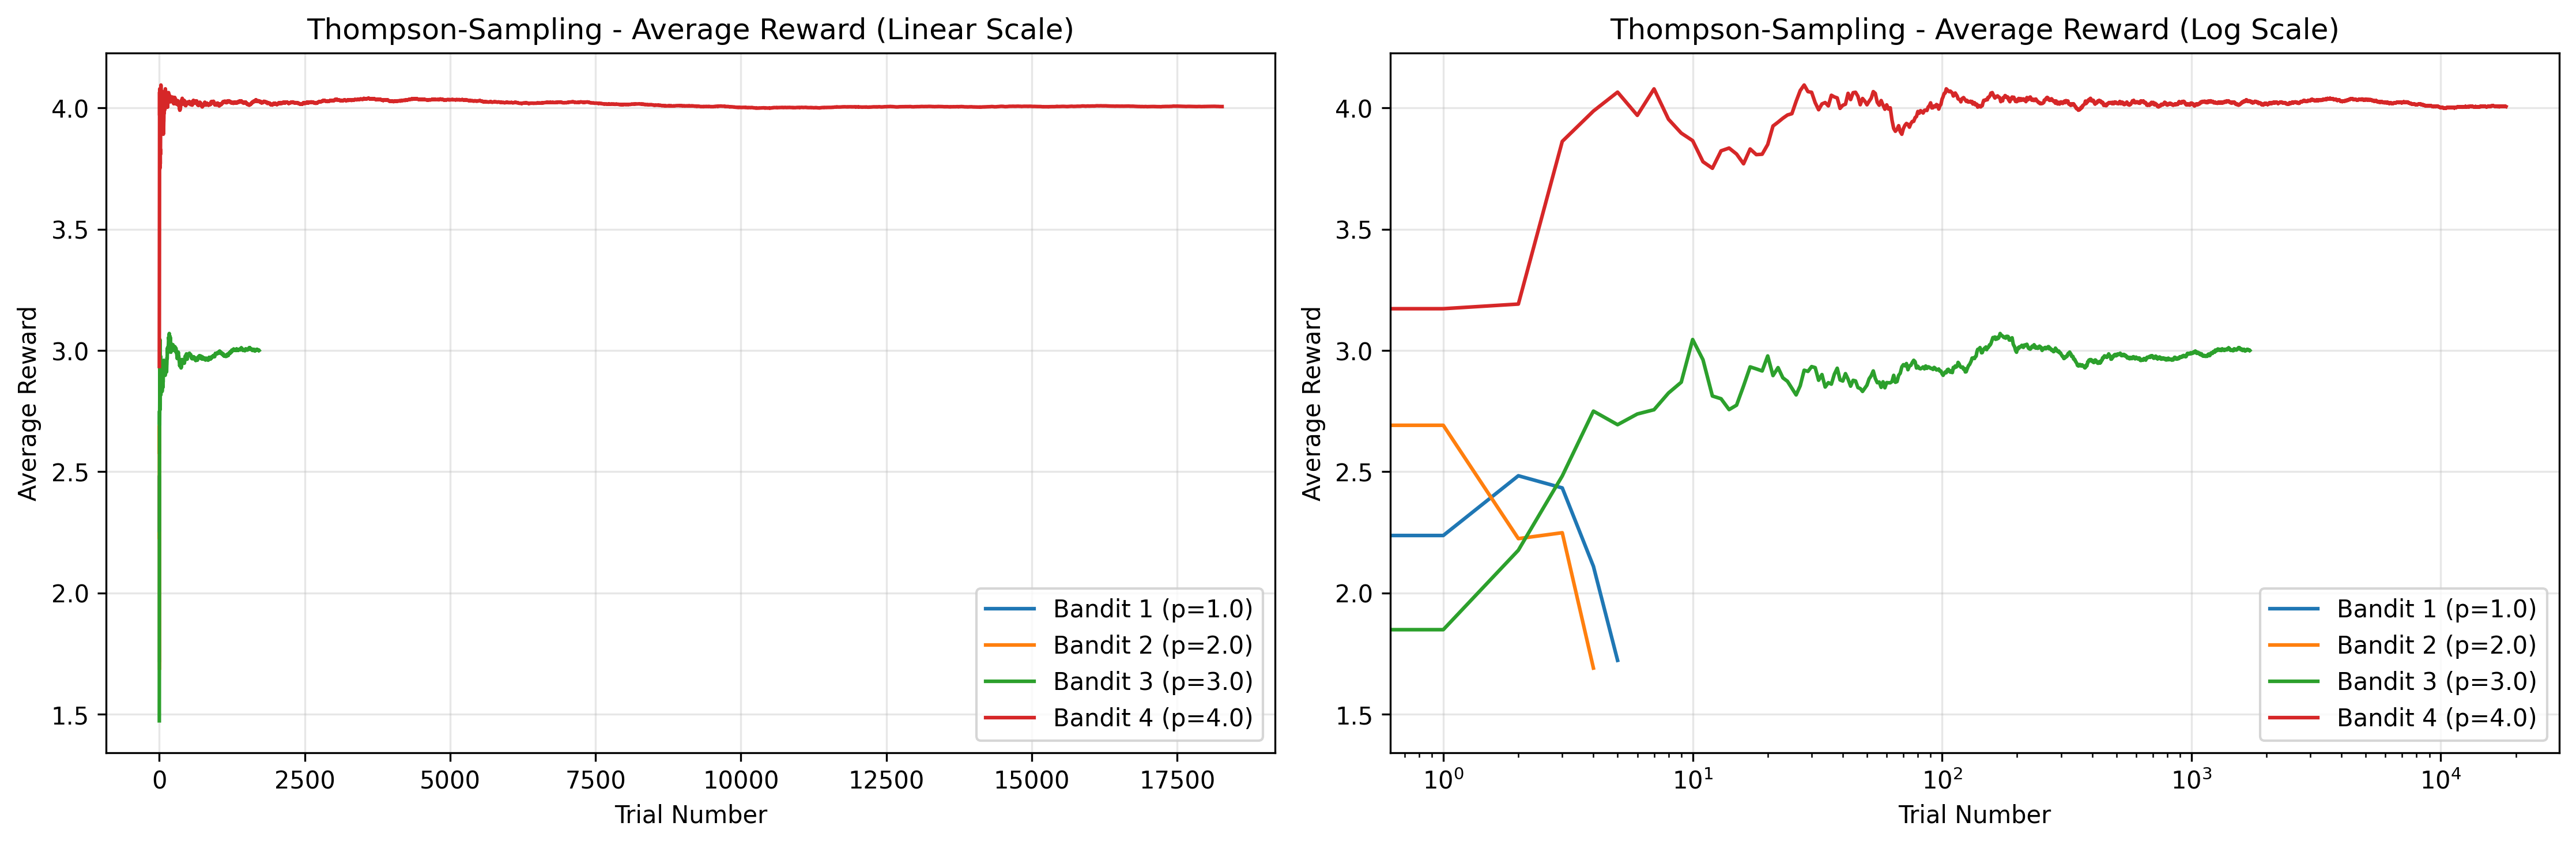 Thompson-Sampling - Average Reward (Linear Scale)
Average Reward
4.0
3.5
3.0
2.5
2.0
1.5
0 2500 5000 7500 10000 12500 15000 17500
Trial Number
Bandit 1 (p=1.0)
Bandit 2 (p=2.0)
Bandit 3 (p=3.0)
Bandit 4 (p=4.0)
Thompson-Sampling - Average Reward (Log Scale)
Average Reward
4.0
3.5
3.0
2.5
2.0
1.5
10⁰ 10¹ 10² 10³ 10⁴
Trial Number
Bandit 1 (p=1.0)
Bandit 2 (p=2.0)
Bandit 3 (p=3.0)
Bandit 4 (p=4.0)